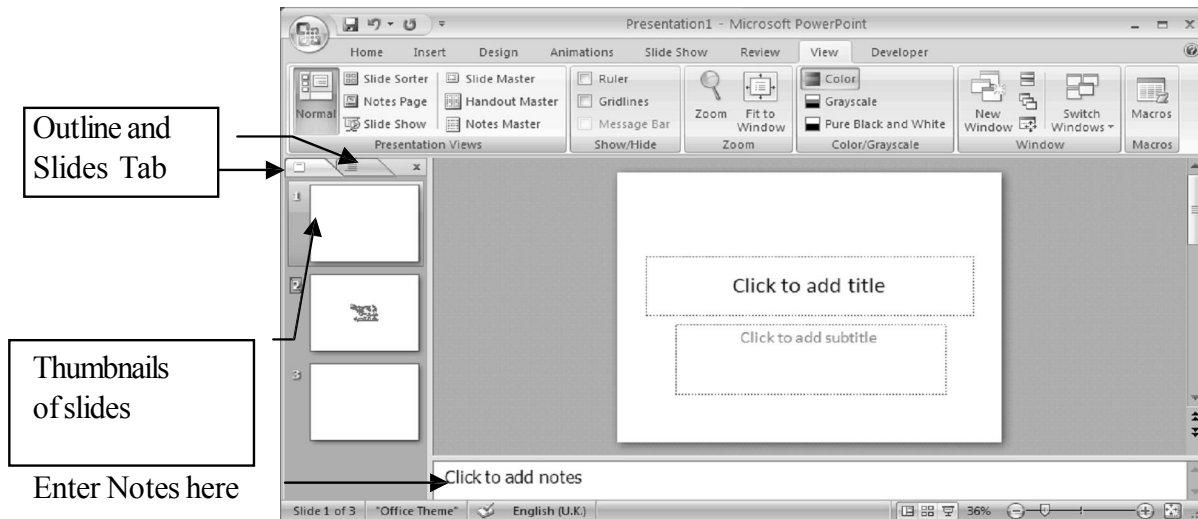 Presentation1 - Microsoft PowerPoint
Home Insert Design Animations Slide Show Review View Developer
Normal
Slide Sorter
Notes Page
Slide Show
Slide Master
Handout Master
Notes Master
Presentation Views
Ruler
Gridlines
Message Bar
Show/Hide
Zoom
Fit to
Window
Zoom
Color
Grayscale
Pure Black and White
Color/Grayscale
New
Window
Switch
Windows
Window
Macros
Macros
Outline and
Slides Tab
1
2
3
Thumbnails
of slides
Enter Notes here
Click to add title
Click to add subtitle
Click to add notes
Slide 1 of 3 "Office Theme" English (U.K.) 36%